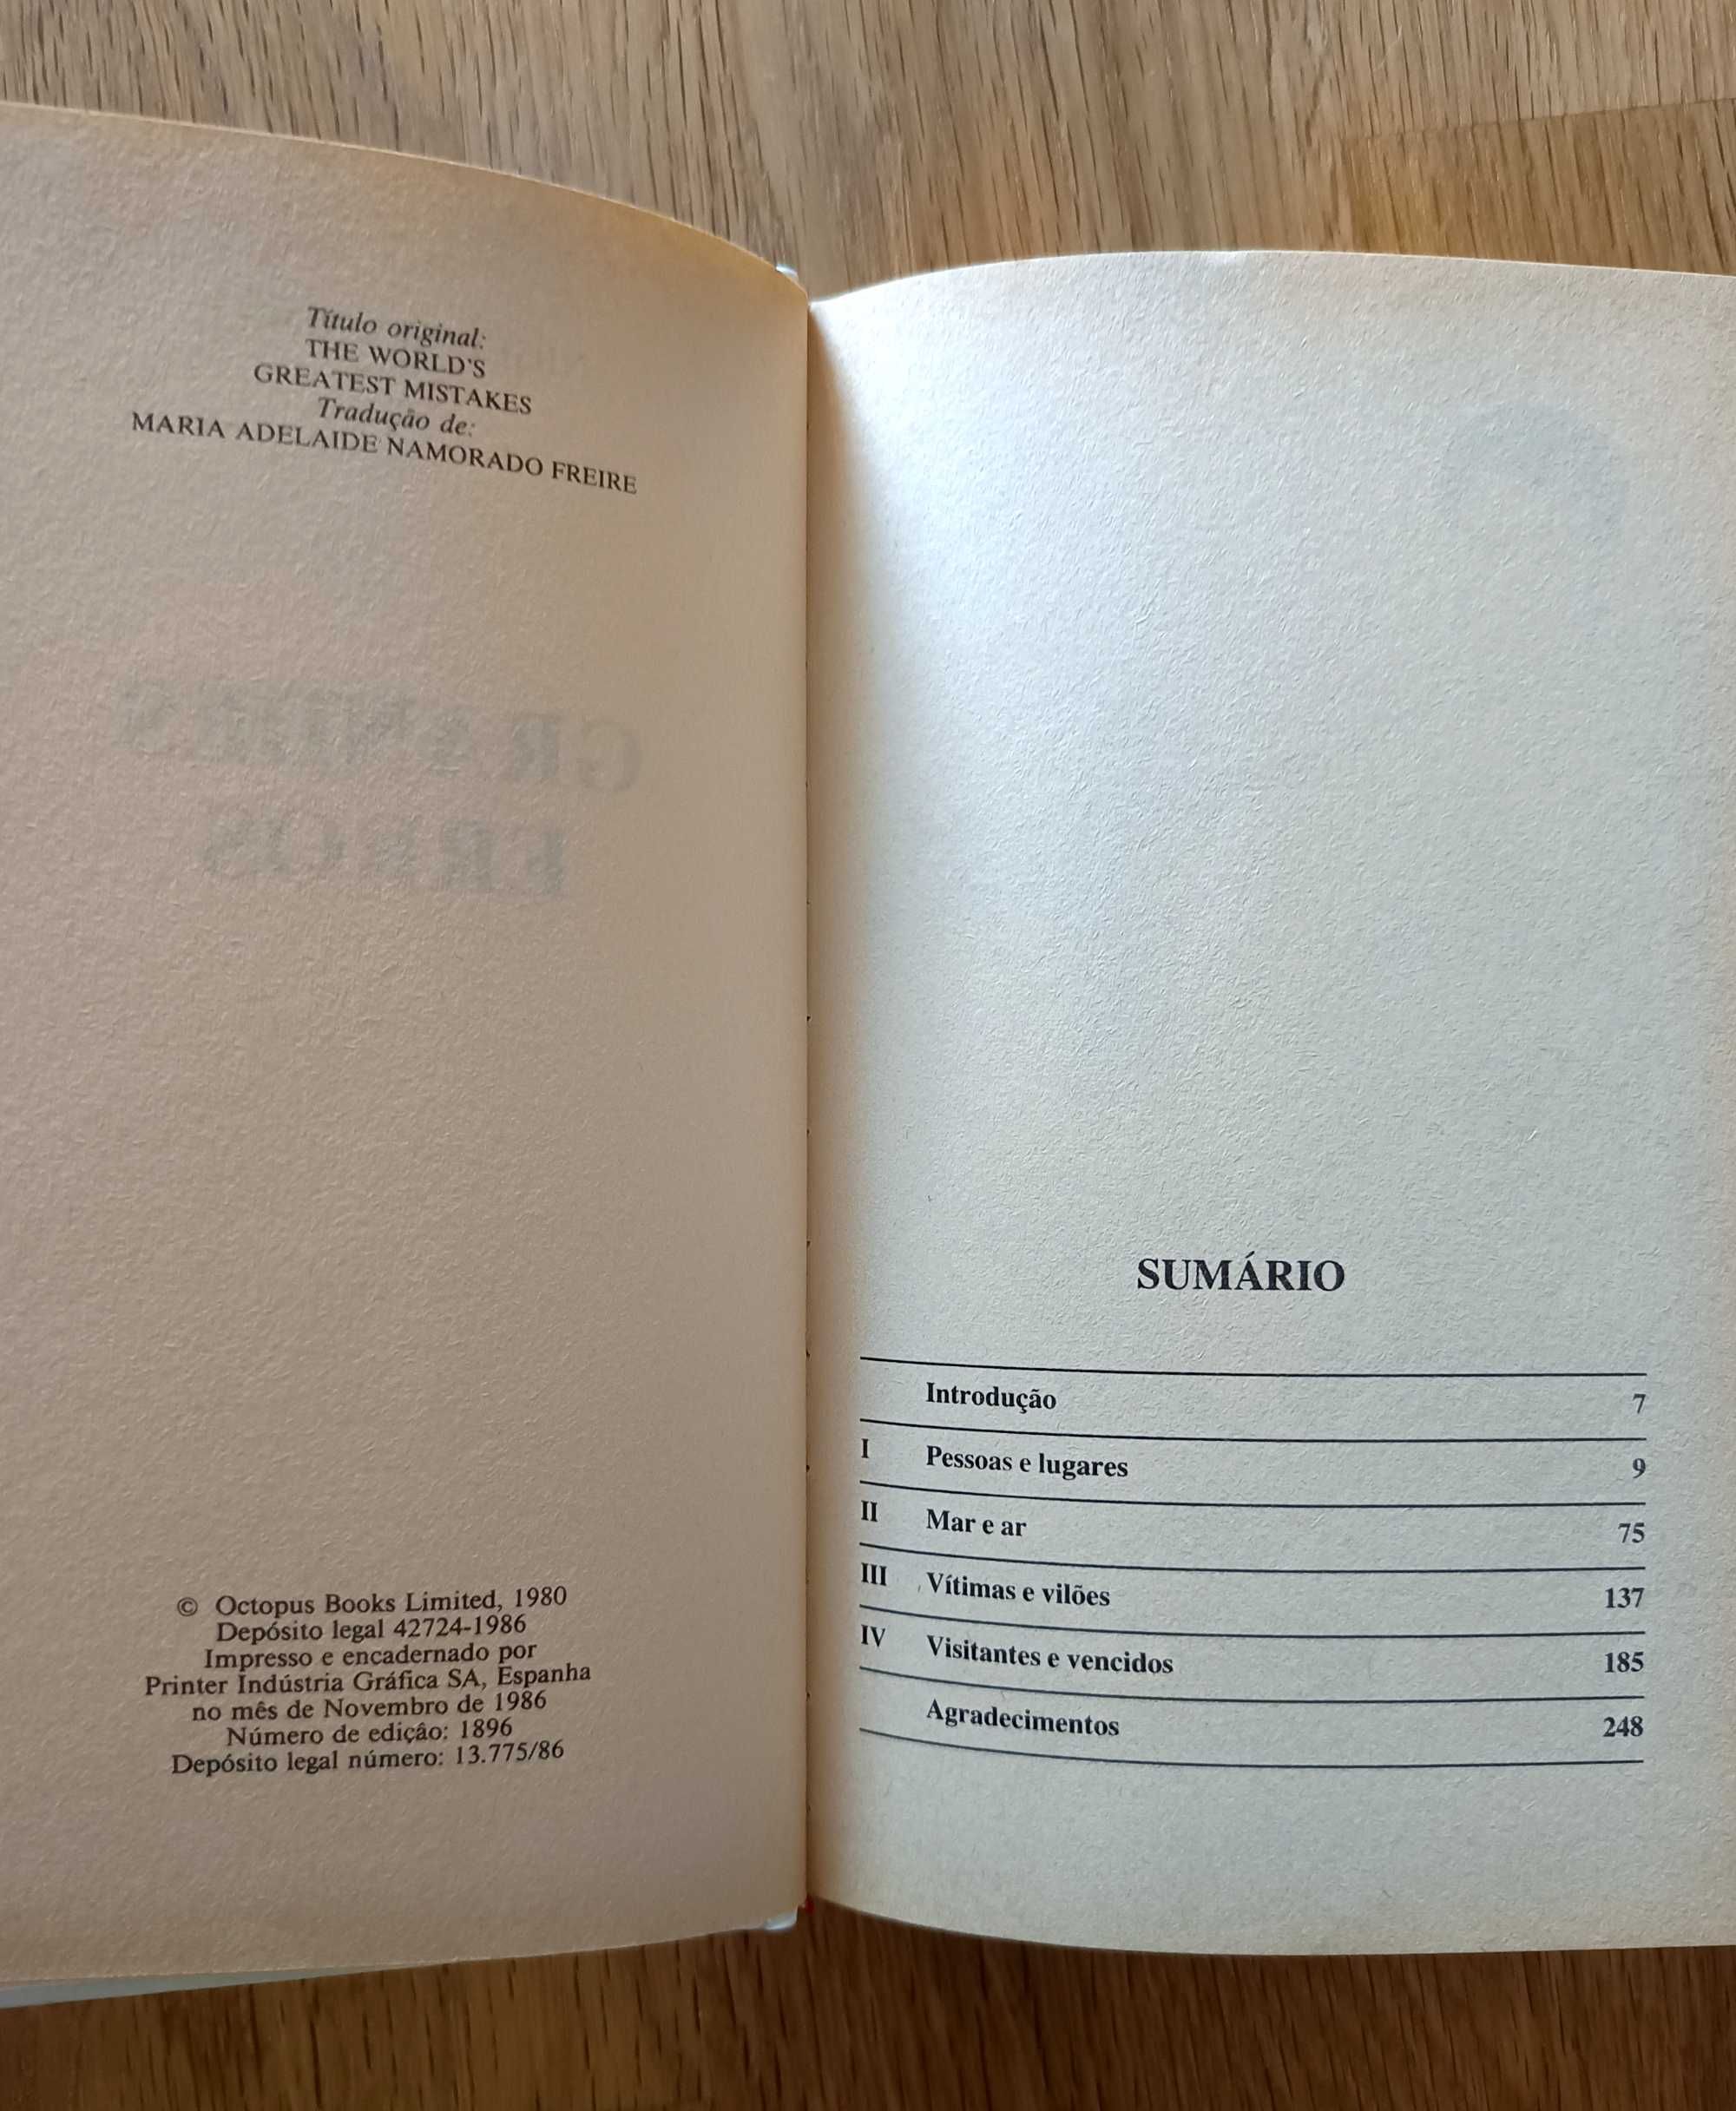 Título original:
THE WORLD'S
GREATEST MISTAKES
Tradução de:
MARIA ADELAIDE NAMORADO FREIRE
GRANDES
ERROS
© Octopus Books Limited, 1980
Depósito legal 42724-1986
Impresso e encadernado por
Printer Indústria Gráfica SA, Espanha
no mês de Novembro de 1986
Número de edição: 1896
Depósito legal número: 13.775/86
SUMÁRIO
Introdução 7
I Pessoas e lugares 9
II Mar e ar 75
III Vítimas e vilões 137
IV Visitantes e vencidos 185
Agradecimentos 248